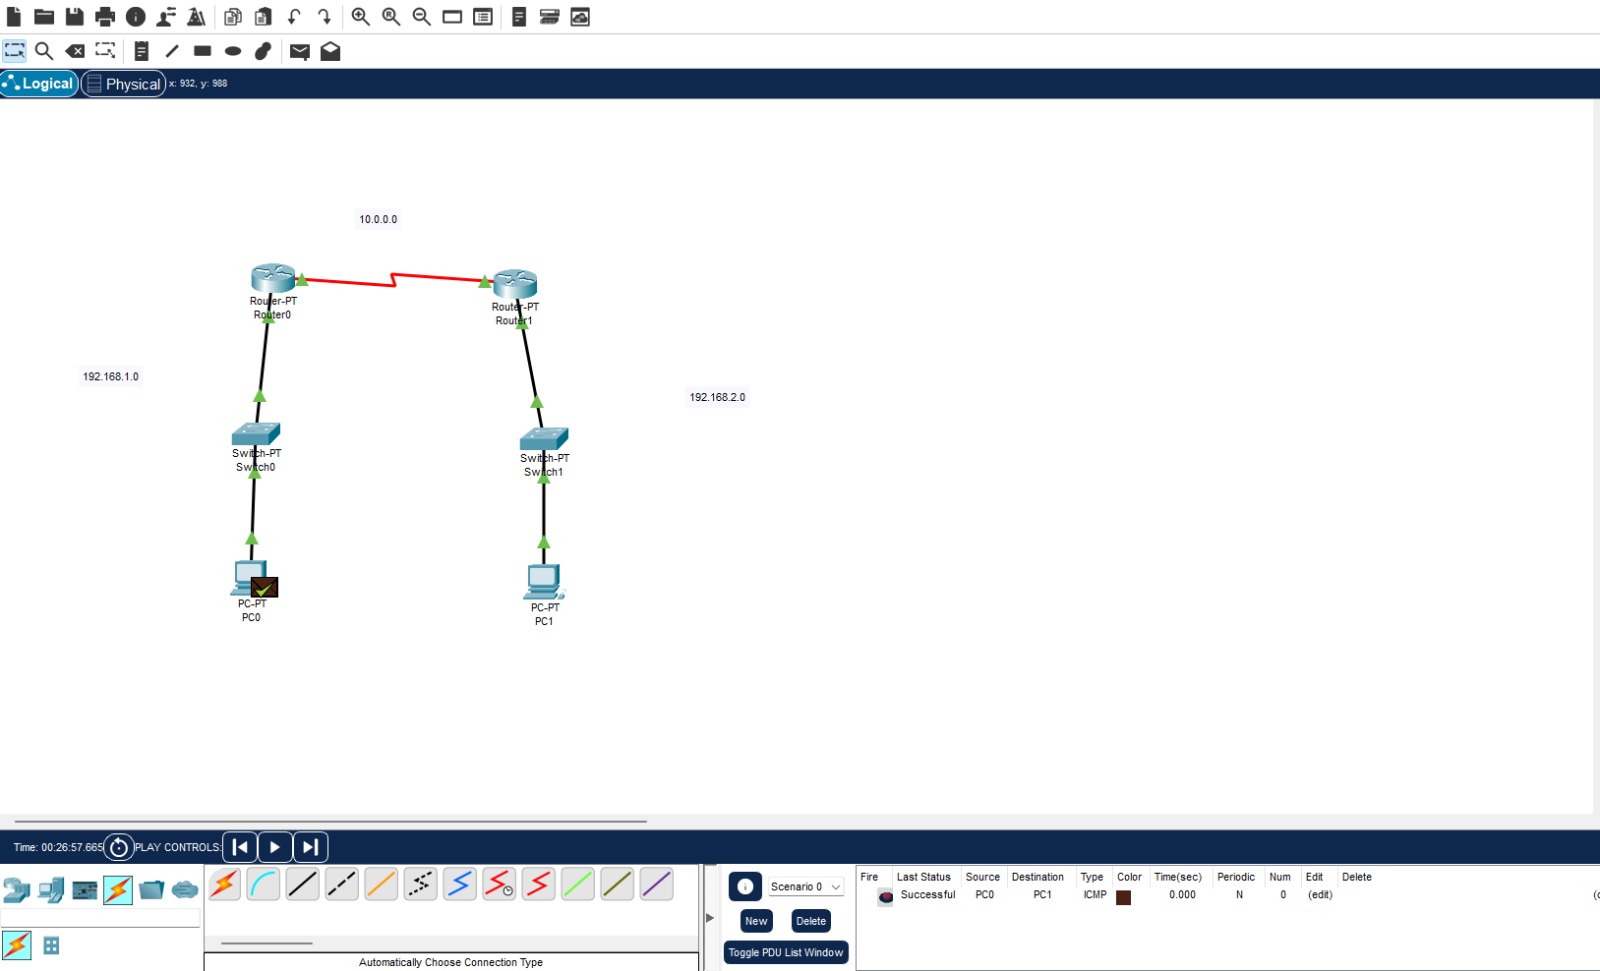 Logical Physical x: 932, y: 988
10.0.0.0
Router-PT
Router0
Router-PT
Router1
192.168.1.0
192.168.2.0
Switch-PT
Switch0
Switch-PT
Switch1
PC-PT
PC0
PC-PT
PC1
Time: 00:26:57.665 PLAY CONTROLS:
Scenario 0
New Delete
Toggle PDU List Window
Fire Last Status Source Destination Type Color Time(sec) Periodic Num Edit Delete
Successful PC0 PC1 ICMP 0.000 N 0 (edit)
Automatically Choose Connection Type